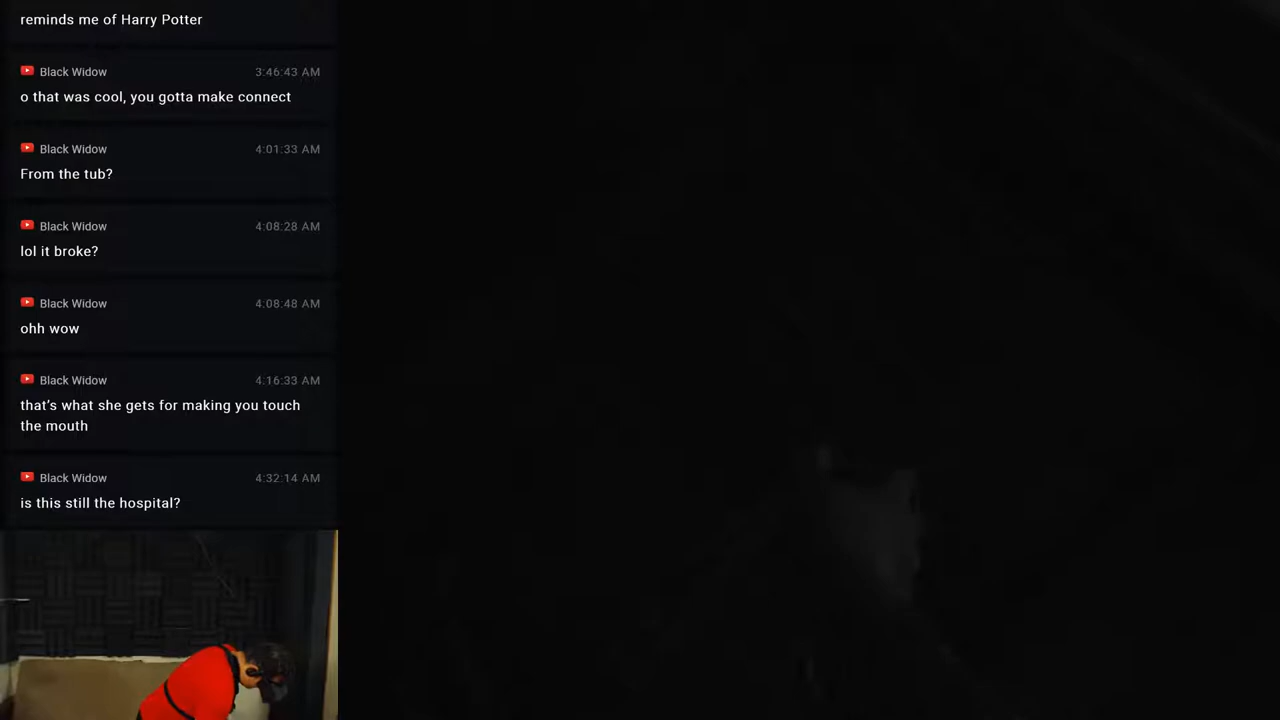 reminds me of Harry Potter
Black Widow 3:46:43 AM
o that was cool, you gotta make connect
Black Widow 4:01:33 AM
From the tub?
Black Widow 4:08:28 AM
lol it broke?
Black Widow 4:08:48 AM
ohh wow
Black Widow 4:16:33 AM
that’s what she gets for making you touch
the mouth
Black Widow 4:32:14 AM
is this still the hospital?